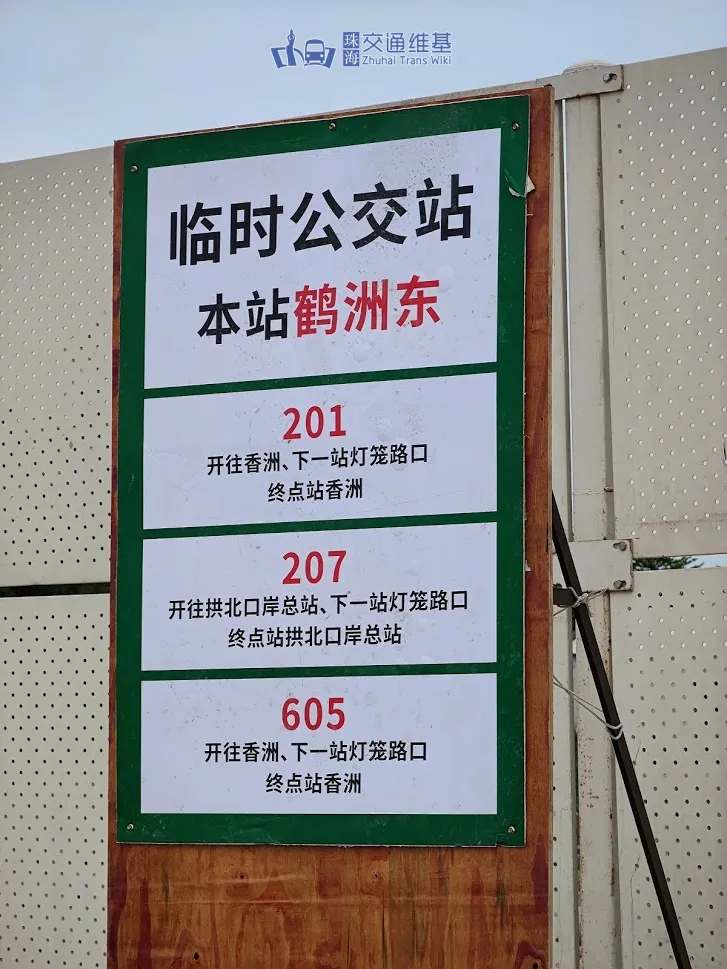 珠海 交通维基
Zhuhai Trans Wiki
临时公交站
本站鹤洲东
201
开往香洲、下一站灯笼路口
终点站香洲
207
开往拱北口岸总站、下一站灯笼路口
终点站拱北口岸总站
605
开往香洲、下一站灯笼路口
终点站香洲